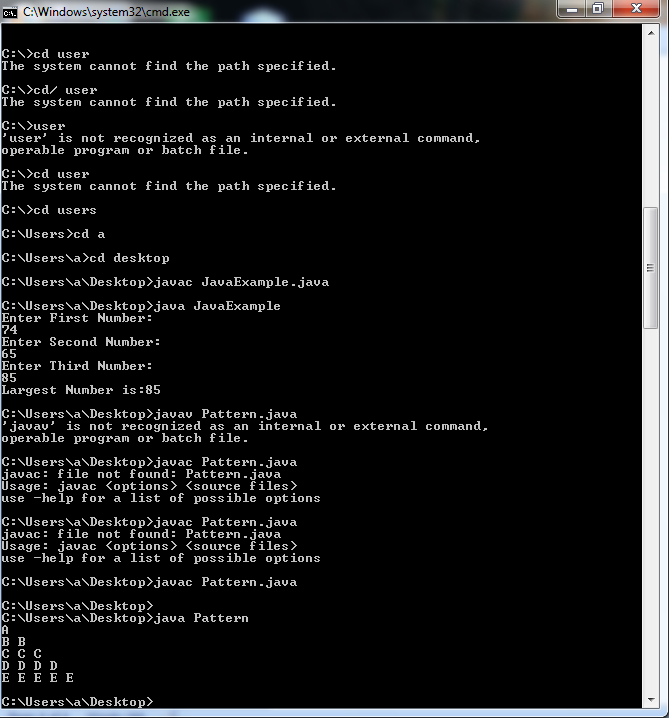 C:\Windows\system32\cmd.exe
C:\>cd user
The system cannot find the path specified.
C:\>cd/ user
The system cannot find the path specified.
C:\>user
'user' is not recognized as an internal or external command,
operable program or batch file.
C:\>cd user
The system cannot find the path specified.
C:\>cd users
C:\Users>cd a
C:\Users\a>cd desktop
C:\Users\a\Desktop>javac JavaExample.java
C:\Users\a\Desktop>java JavaExample
Enter First Number:
74
Enter Second Number:
65
Enter Third Number:
85
Largest Number is:85
C:\Users\a\Desktop>javav Pattern.java
'javav' is not recognized as an internal or external command,
operable program or batch file.
C:\Users\a\Desktop>javac Pattern.java
javac: file not found: Pattern.java
Usage: javac <options> <source files>
use -help for a list of possible options
C:\Users\a\Desktop>javac Pattern.java
javac: file not found: Pattern.java
Usage: javac <options> <source files>
use -help for a list of possible options
C:\Users\a\Desktop>javac Pattern.java
C:\Users\a\Desktop>
C:\Users\a\Desktop>java Pattern
A
B B
C C C
D D D D
E E E E E
C:\Users\a\Desktop>